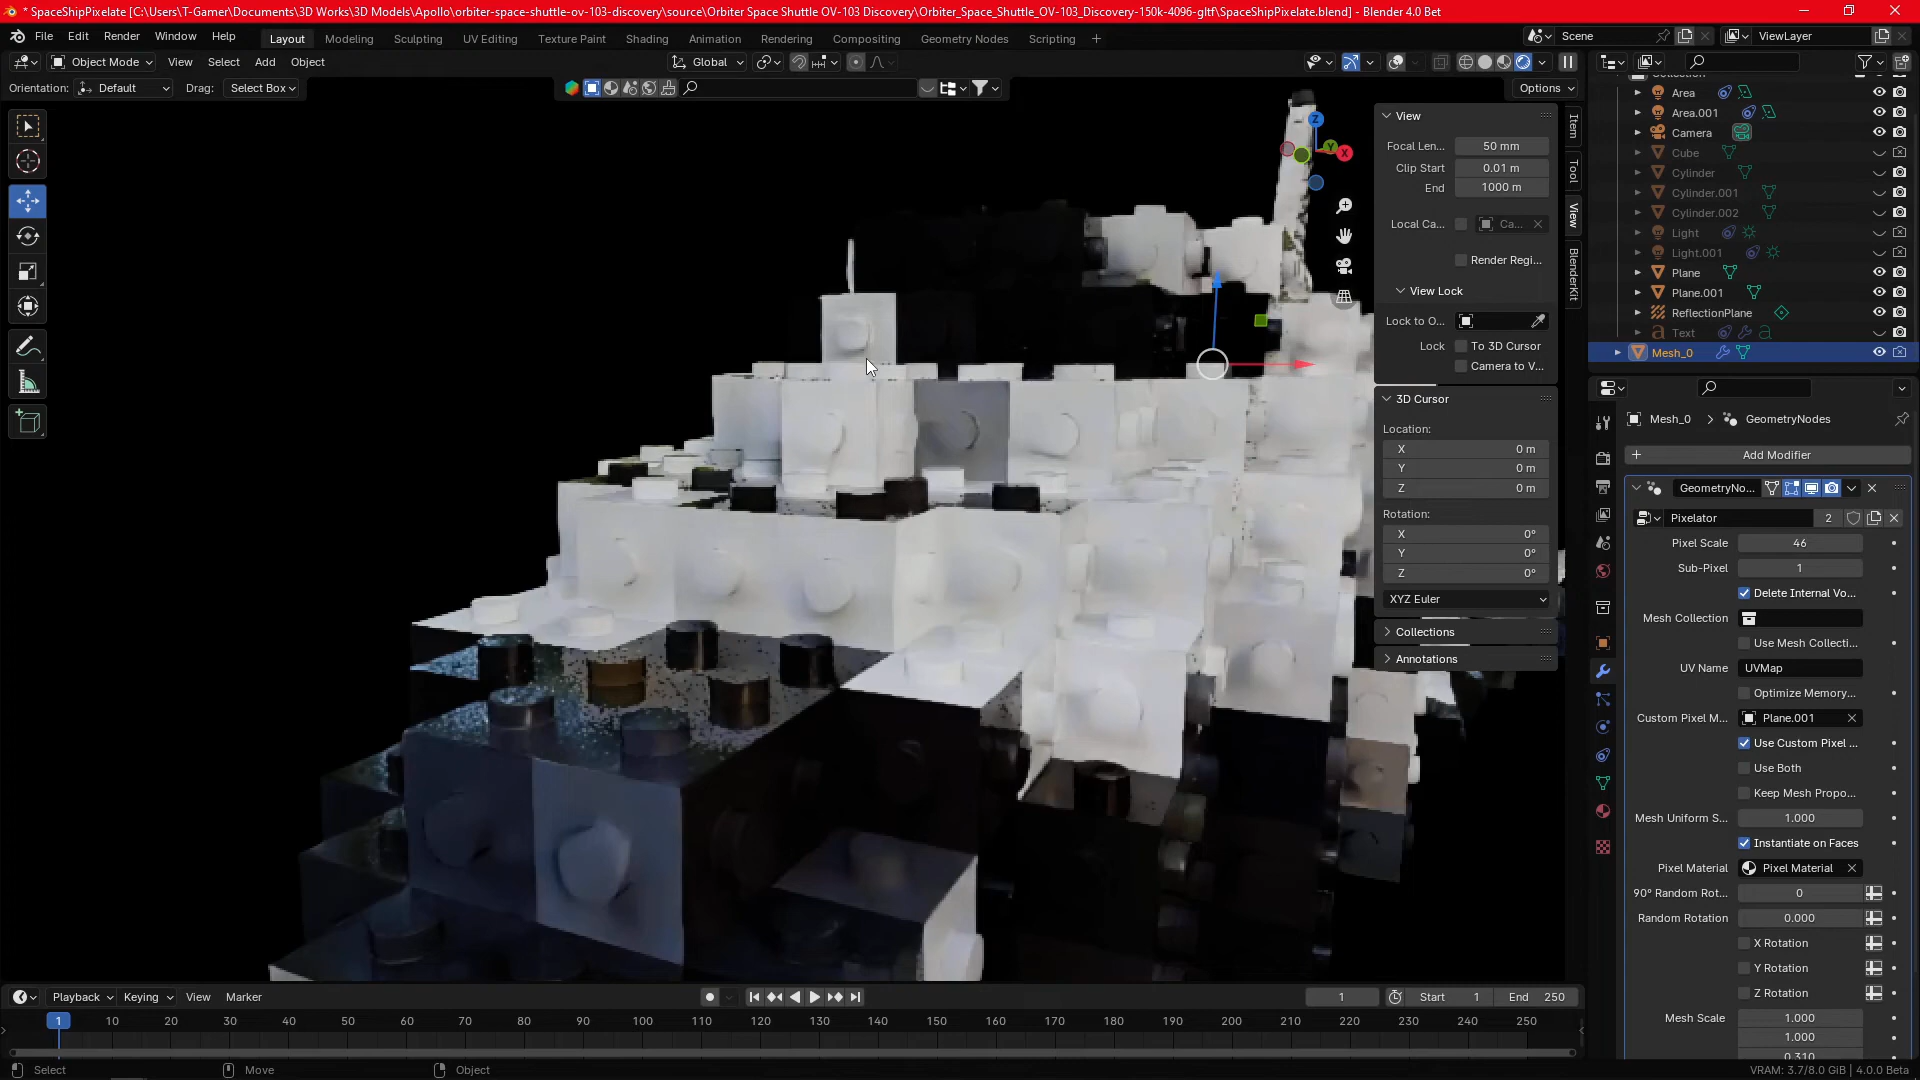 * SpaceShipPixelate [C:\Users\T-Gamer\Documents\3D Works\3D Models\Apollo\orbiter-space-shuttle-ov-103-discovery\source\Orbiter Space Shuttle OV-103 Discovery\Orbiter_Space_Shuttle_OV-103_Discovery-150k-4096-gltf\SpaceShipPixelate.blend] - Blender 4.0 Bet
File Edit Render Window Help
Layout Modeling Sculpting UV Editing Texture Paint Shading Animation Rendering Compositing Geometry Nodes Scripting +
Scene ViewLayer
Object Mode View Select Add Object
Global
Orientation: Default Drag: Select Box
Options
View
Focal Len... 50 mm
Clip Start 0.01 m
End 1000 m
Local Ca... Ca...
Render Regi...
View Lock
Lock to O...
Lock To 3D Cursor
Camera to V...
3D Cursor
Location:
X 0 m
Y 0 m
Z 0 m
Rotation:
X 0°
Y 0°
Z 0°
XYZ Euler
Collections
Annotations
Item
Tool
View
BlenderKit
Z
Y
X
Collection
Area
Area.001
Camera
Cube
Cylinder
Cylinder.001
Cylinder.002
Light
Light.001
Plane
Plane.001
ReflectionPlane
Text
Mesh_0
Mesh_0 > GeometryNodes
+ Add Modifier
GeometryNo...
Pixelator 2
Pixel Scale 46
Sub-Pixel 1
Delete Internal Vo...
Mesh Collection
Use Mesh Collecti...
UV Name UVMap
Optimize Memory...
Custom Pixel M... Plane.001
Use Custom Pixel ...
Use Both
Keep Mesh Propo...
Mesh Uniform S... 1.000
Instantiate on Faces
Pixel Material Pixel Material
90° Random Rot... 0
Random Rotation 0.000
X Rotation
Y Rotation
Z Rotation
Mesh Scale 1.000
1.000
0.310
Playback Keying View Marker
1 Start 1 End 250
1 10 20 30 40 50 60 70 80 90 100 110 120 130 140 150 160 170 180 190 200 210 220 230 240 250
Select Move Object
VRAM: 3.7/8.0 GiB | 4.0.0 Beta